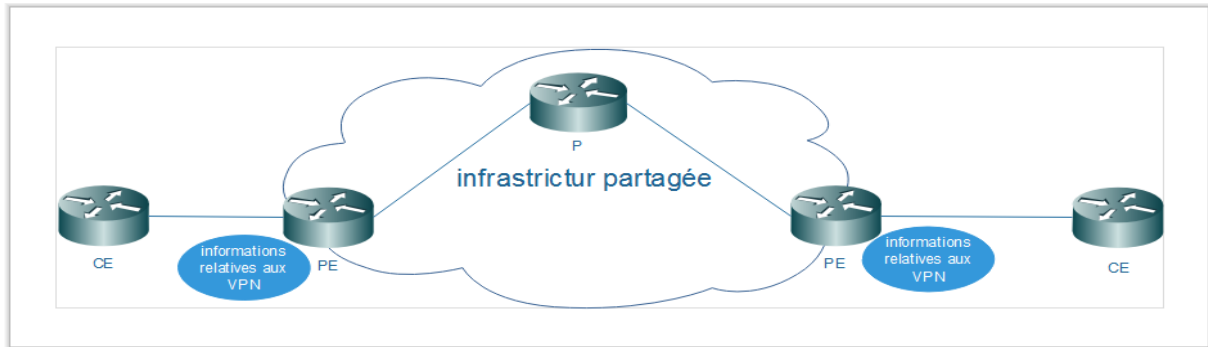 P
infrastrictur partagée
CE
informations
relatives aux
VPN
PE
PE
informations
relatives aux
VPN
CE